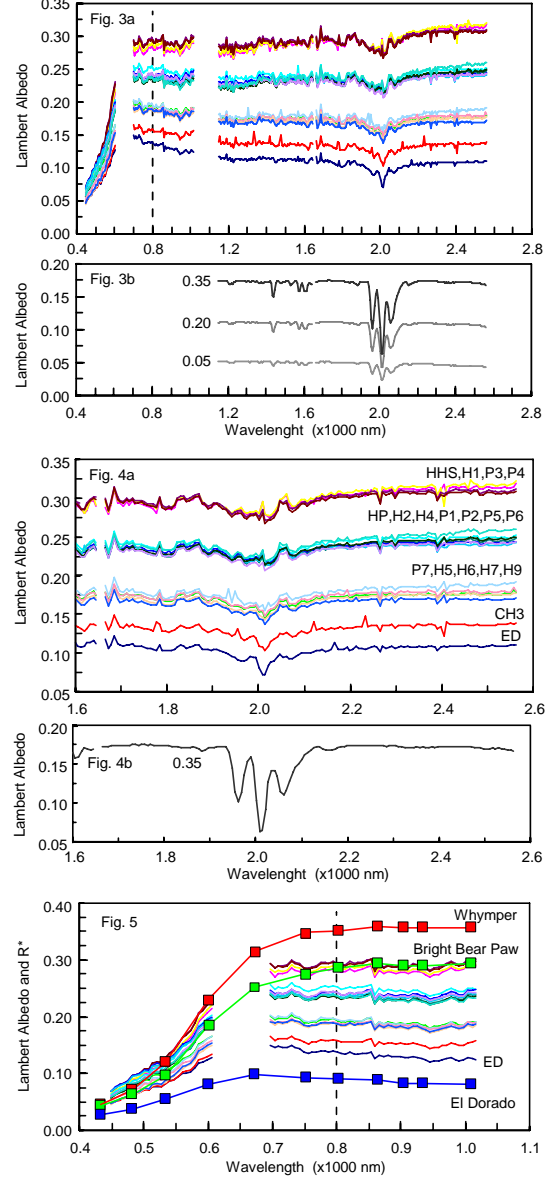 Fig. 3a
Lambert Albedo
0.35
0.30
0.25
0.20
0.15
0.10
0.05
0.00
0.4 0.8 1.2 1.6 2.0 2.4 2.8
Fig. 3b
Lambert Albedo
0.20
0.15
0.10
0.05
0.00
0.35
0.20
0.05
0.4 0.8 1.2 1.6 2.0 2.4 2.8
Wavelenght (x1000 nm)
Fig. 4a
Lambert Albedo
0.35
0.30
0.25
0.20
0.15
0.10
0.05
HHS,H1,P3,P4
HP,H2,H4,P1,P2,P5,P6
P7,H5,H6,H7,H9
CH3
ED
1.6 1.8 2.0 2.2 2.4 2.6
Lambert Albedo
0.20
0.15
0.10
0.05
Fig. 4b 0.35
1.6 1.8 2.0 2.2 2.4 2.6
Wavelenght (x1000 nm)
Fig. 5
Lambert Albedo and R*
0.40
0.30
0.20
0.10
0.00
Whymper
Bright Bear Paw
ED
El Dorado
0.4 0.5 0.6 0.7 0.8 0.9 1.0 1.1
Wavelength (x1000 nm)